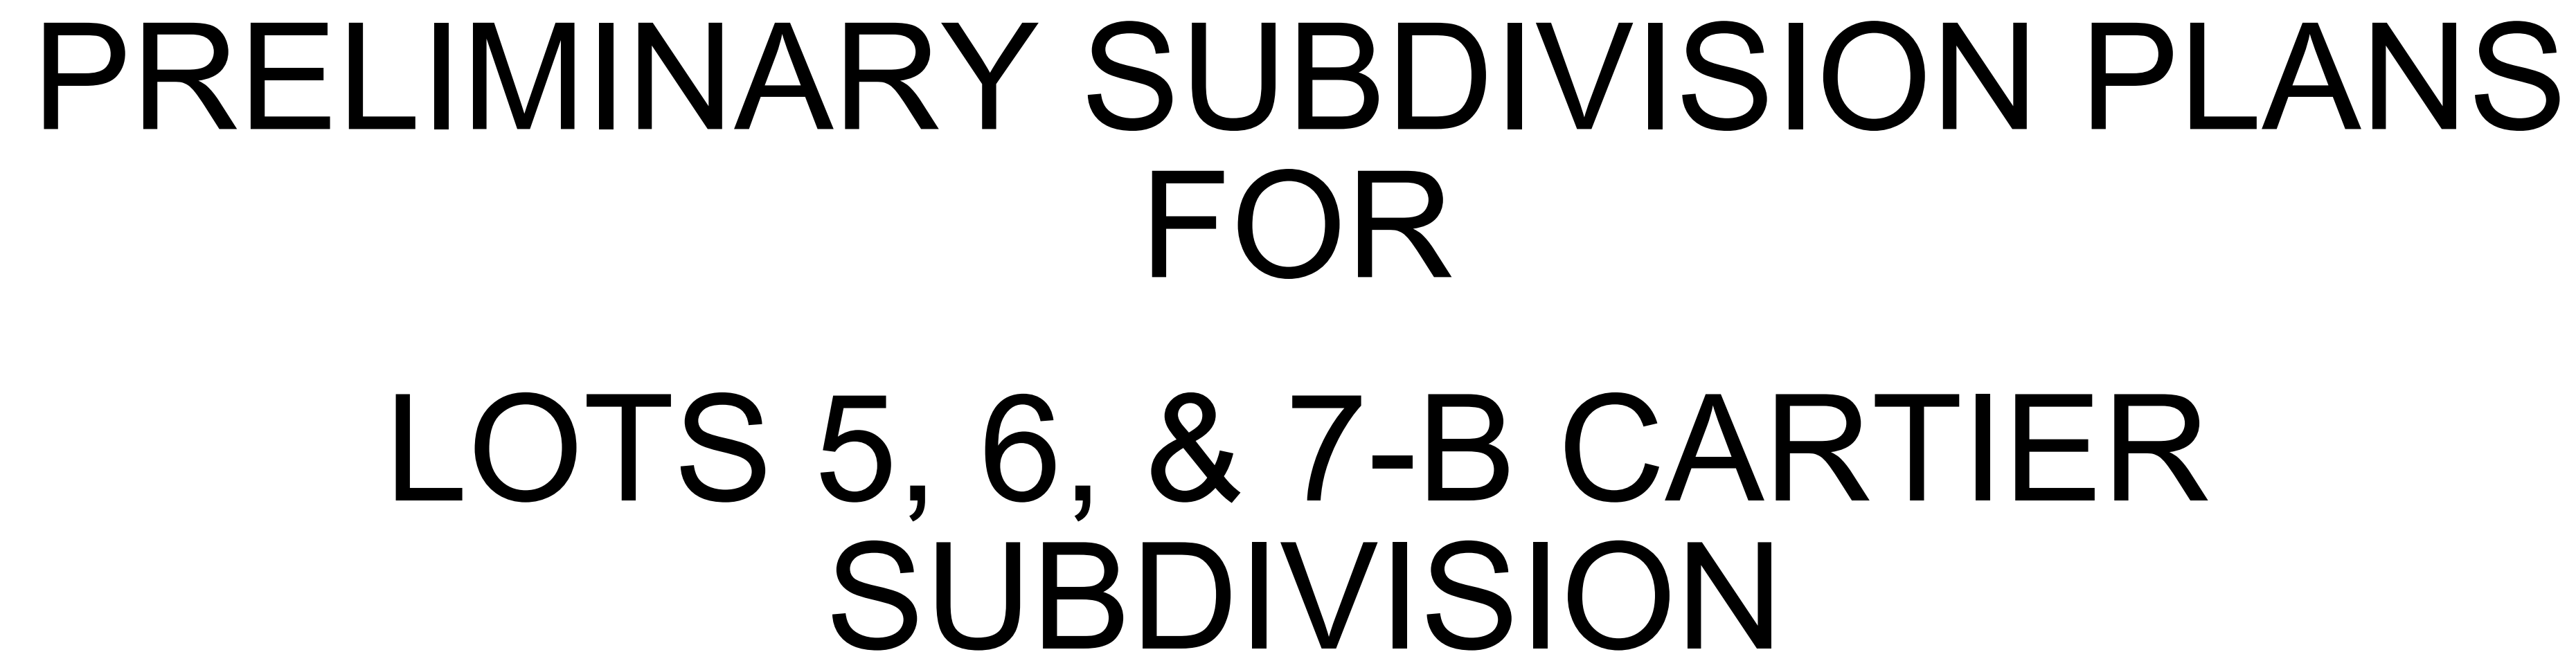 PRELIMINARY SUBDIVISION PLANS
FOR
LOTS 5, 6, & 7-B CARTIER
SUBDIVISION